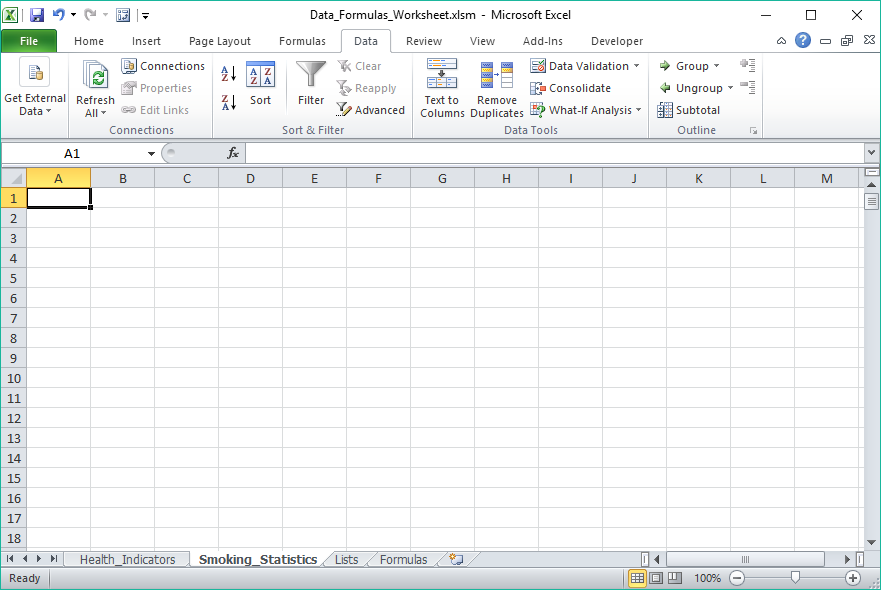 Data_Formulas_Worksheet.xlsm - Microsoft Excel
File Home Insert Page Layout Formulas Data Review View Add-Ins Developer
Get External Data
Refresh All
Connections
Properties
Edit Links
Connections
Sort
Filter
Clear
Reapply
Advanced
Sort & Filter
Text to Columns
Remove Duplicates
Data Validation
Consolidate
What-If Analysis
Data Tools
Group
Ungroup
Subtotal
Outline
A1 fx
A B C D E F G H I J K L M
1
2
3
4
5
6
7
8
9
10
11
12
13
14
15
16
17
18
Health_Indicators Smoking_Statistics Lists Formulas
Ready 100%